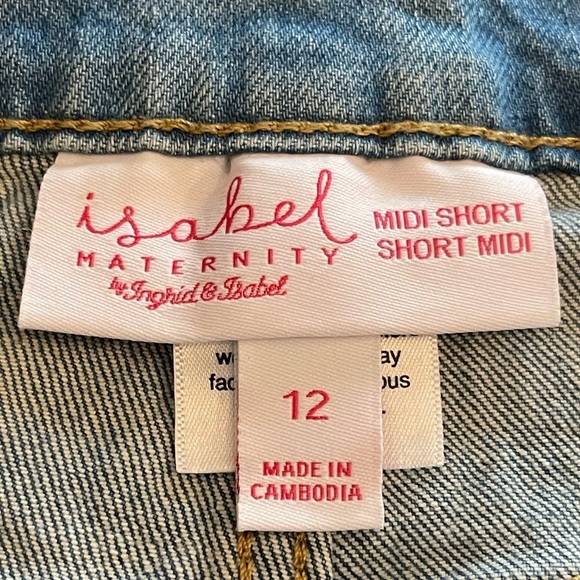 isabel
MATERNITY
by Ingrid & Isabel
MIDI SHORT
SHORT MIDI
12
MADE IN
CAMBODIA